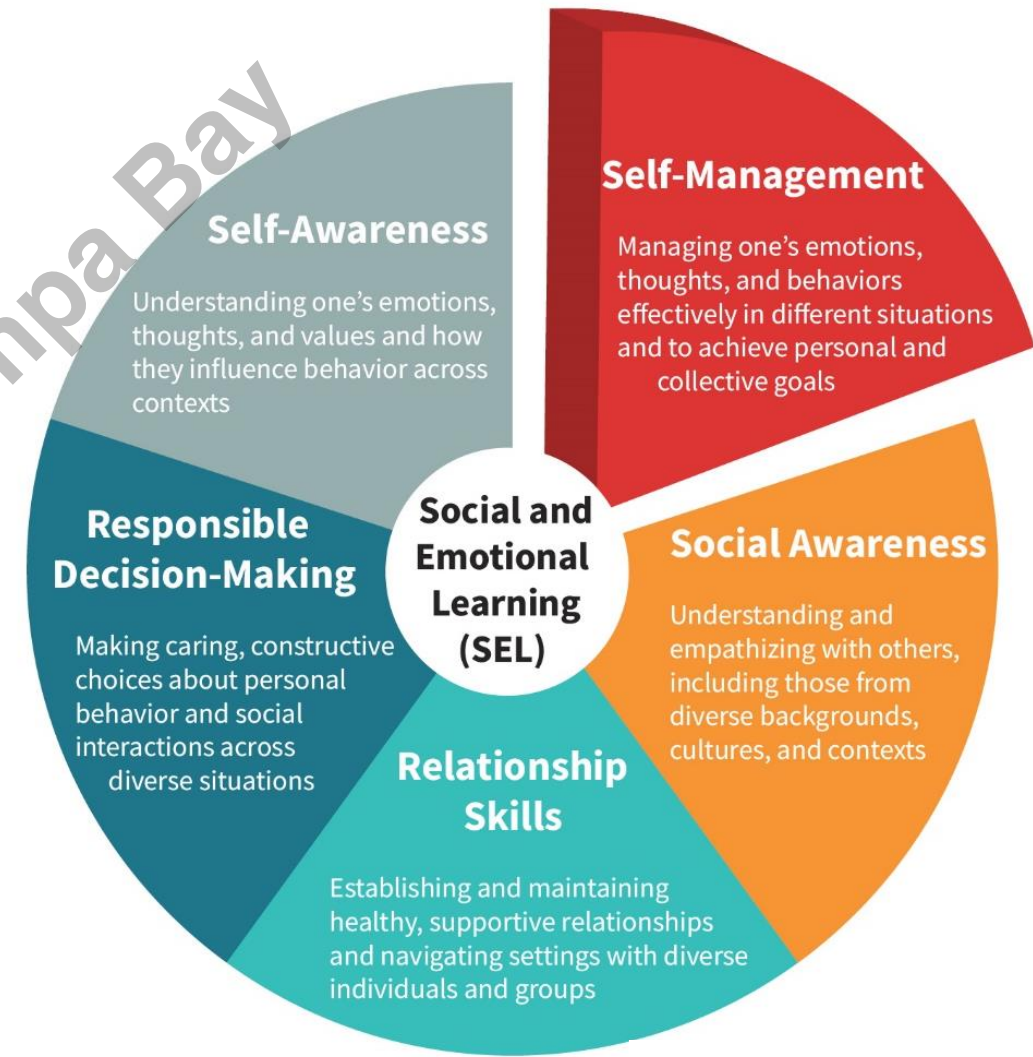 Self-Management
Managing one’s emotions,
thoughts, and behaviors
effectively in different situations
and to achieve personal and
collective goals
Self-Awareness
Understanding one’s emotions,
thoughts, and values and how
they influence behavior across
contexts
Social and
Emotional
Learning
(SEL)
Social Awareness
Understanding and
empathizing with others,
including those from
diverse backgrounds,
cultures, and contexts
Responsible
Decision-Making
Making caring, constructive
choices about personal
behavior and social
interactions across
diverse situations
Relationship
Skills
Establishing and maintaining
healthy, supportive relationships
and navigating settings with diverse
individuals and groups
Bay